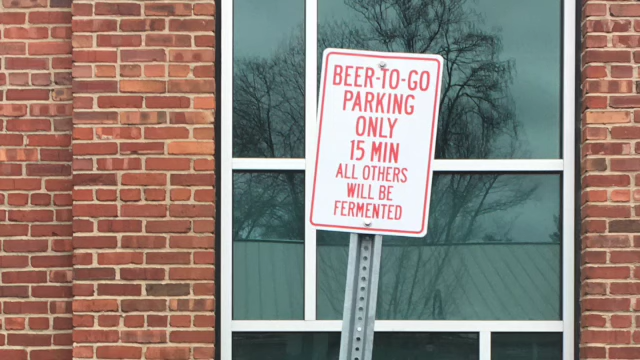 BEER-TO-GO
PARKING
ONLY
15 MIN
ALL OTHERS
WILL BE
FERMENTED